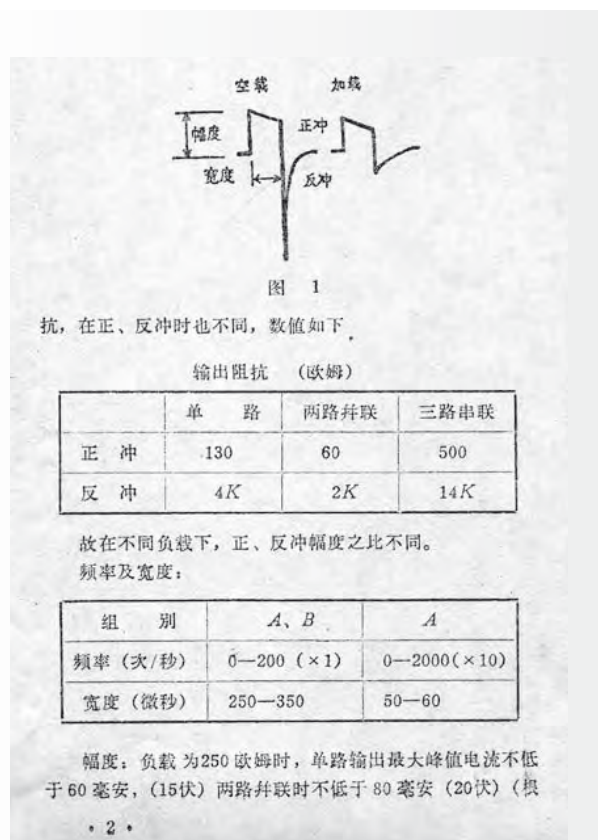 空载 加载
幅度
正冲
宽度
反冲
图 1
抗，在正、反冲时也不同，数值如下.
输出阻抗 （欧姆）
单 路 两路幷联 三路串联
正 冲 130 60 500
反 冲 4K 2K 14K
故在不同负载下，正、反冲幅度之比不同。
频率及宽度：
组 别 A、B A
频率（次/秒） 0—200（×1） 0—2000（×10）
宽度（微秒） 250—350 50—60
幅度：负载为250欧姆时，单路输出最大峰值电流不低
于60毫安，（15伏）两路幷联时不低于80毫安（20伏）（根
• 2 •